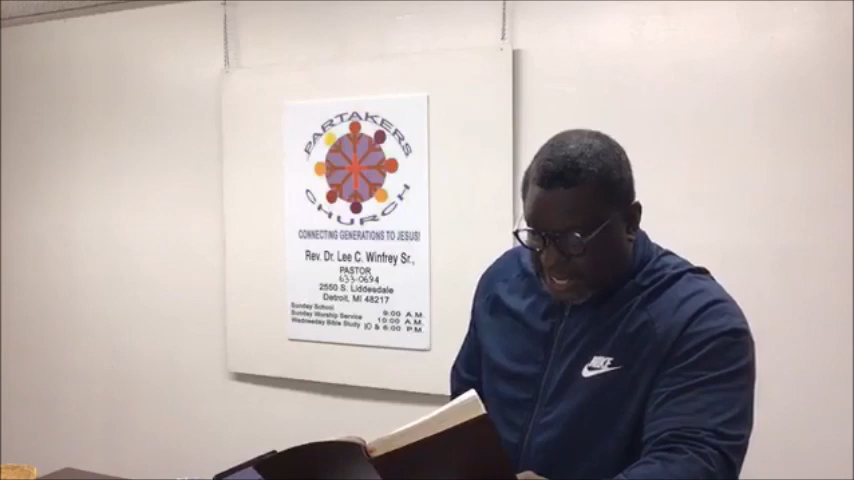 PARTAKERS
CHURCH
CONNECTING GENERATIONS TO JESUS!
Rev. Dr. Lee C. Winfrey Sr.,
PASTOR
633-0694
2550 S. Liddesdale
Detroit, MI 48217
Sunday School 9:00 A.M.
Sunday Worship Service 10:00 A.M.
Wednesday Bible Study 10 & 6:00 P.M.
NIKE